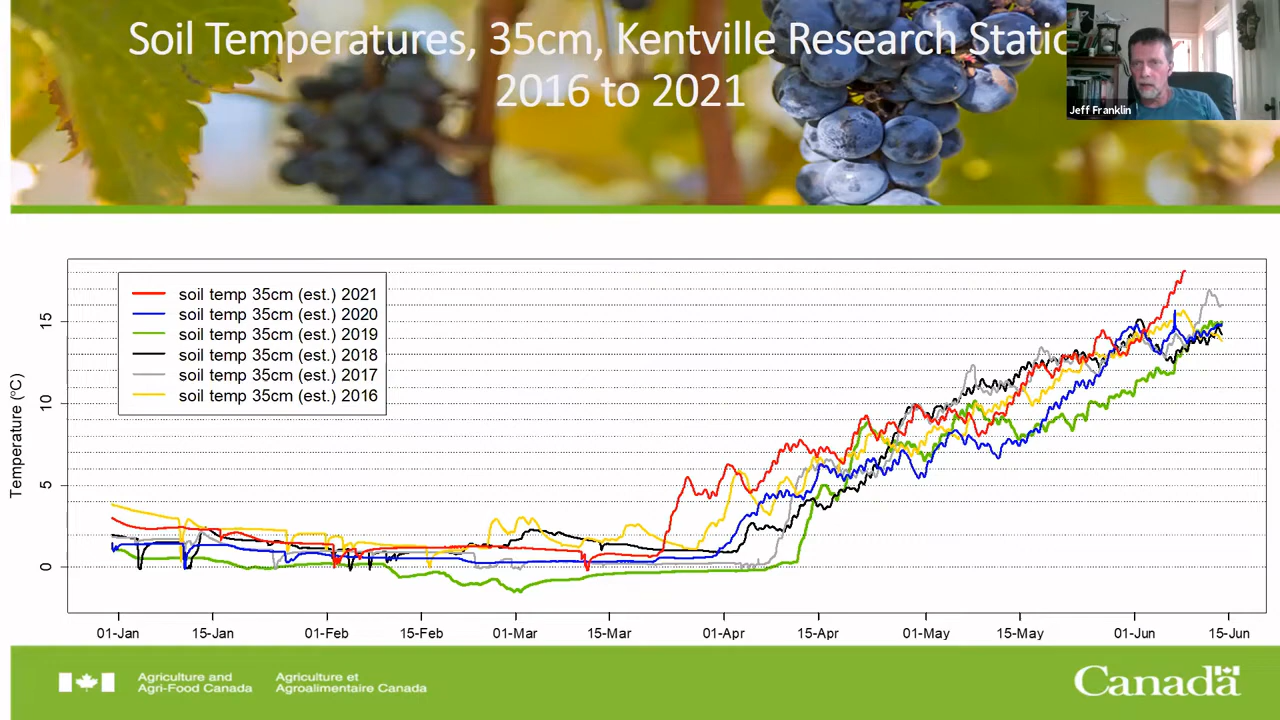 Soil Temperatures, 35cm, Kentville Research Static
2016 to 2021
Jeff Franklin
Temperature (°C)
15
10
5
0
soil temp 35cm (est.) 2021
soil temp 35cm (est.) 2020
soil temp 35cm (est.) 2019
soil temp 35cm (est.) 2018
soil temp 35cm (est.) 2017
soil temp 35cm (est.) 2016
01-Jan 15-Jan 01-Feb 15-Feb 01-Mar 15-Mar 01-Apr 15-Apr 01-May 15-May 01-Jun 15-Jun
Agriculture and Agriculture et
Agri-Food Canada Agroalimentaire Canada
Canada